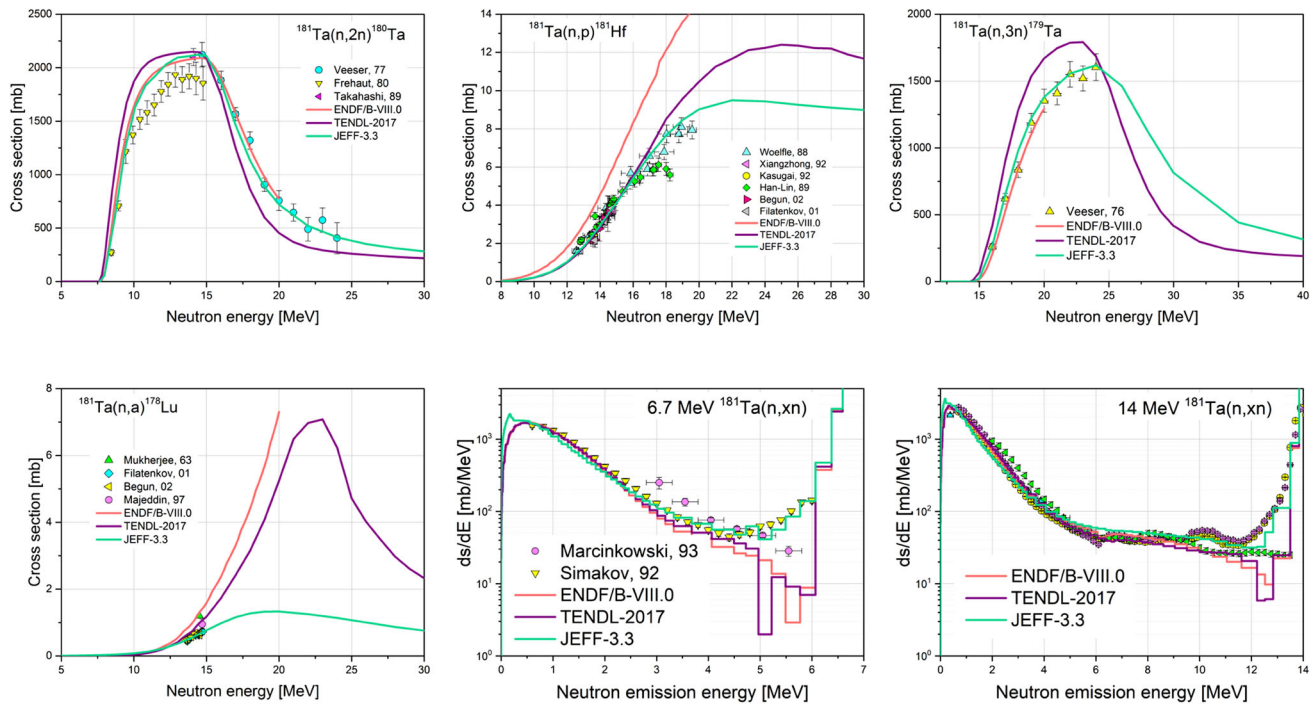 ¹⁸¹Ta(n,2n)¹⁸⁰Ta
Cross section [mb]
2500
2000
1500
1000
500
0
Veeser, 77
Frehaut, 80
Takahashi, 89
ENDF/B-VIII.0
TENDL-2017
JEFF-3.3
5 10 15 20 25 30
Neutron energy [MeV]
¹⁸¹Ta(n,p)¹⁸¹Hf
Cross section [mb]
14
12
10
8
6
4
2
0
Woelfle, 88
Xiangzhong, 92
Kasugai, 92
Han-Lin, 89
Begun, 02
Filatenkov, 01
ENDF/B-VIII.0
TENDL-2017
JEFF-3.3
8 10 12 14 16 18 20 22 24 26 28 30
Neutron energy [MeV]
¹⁸¹Ta(n,3n)¹⁷⁹Ta
Cross section [mb]
2000
1500
1000
500
0
Veeser, 76
ENDF/B-VIII.0
TENDL-2017
JEFF-3.3
15 20 25 30 35 40
Neutron energy [MeV]
¹⁸¹Ta(n,a)¹⁷⁸Lu
Cross section [mb]
8
6
4
2
0
Mukherjee, 63
Filatenkov, 01
Begun, 02
Majeddin, 97
ENDF/B-VIII.0
TENDL-2017
JEFF-3.3
5 10 15 20 25 30
Neutron energy [MeV]
6.7 MeV ¹⁸¹Ta(n,xn)
ds/dE [mb/MeV]
10³
10²
10¹
10⁰
Marcinkowski, 93
Simakov, 92
ENDF/B-VIII.0
TENDL-2017
JEFF-3.3
0 1 2 3 4 5 6 7
Neutron emission energy [MeV]
14 MeV ¹⁸¹Ta(n,xn)
ds/dE [mb/MeV]
10³
10²
10¹
10⁰
ENDF/B-VIII.0
TENDL-2017
JEFF-3.3
0 2 4 6 8 10 12 14
Neutron emission energy [MeV]